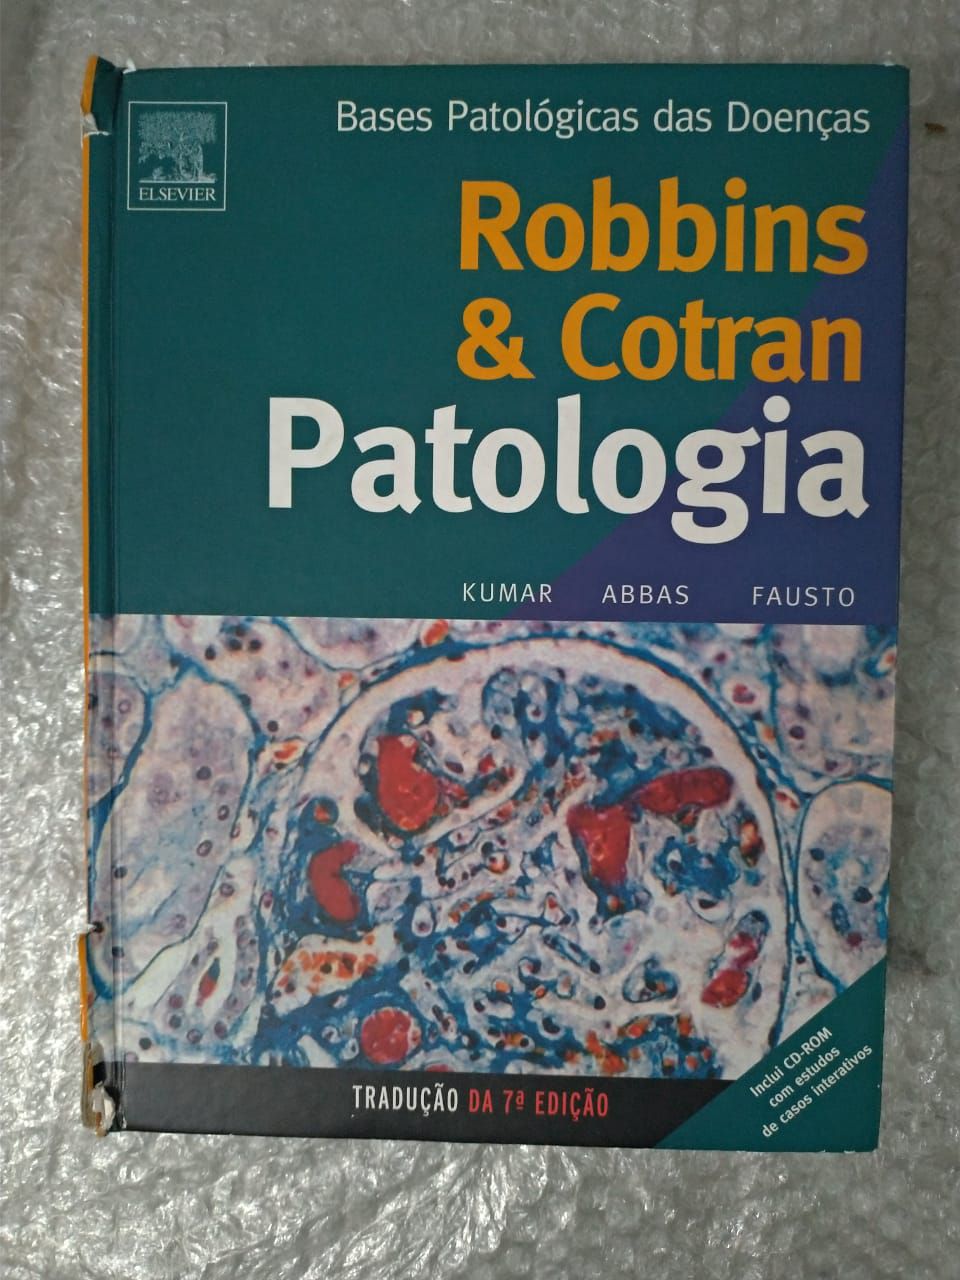 ELSEVIER
Bases Patológicas das Doenças
Robbins
& Cotran
Patologia
KUMAR ABBAS FAUSTO
TRADUÇÃO DA 7ª EDIÇÃO
Inclui CD-ROM
com estudos
de casos interativos